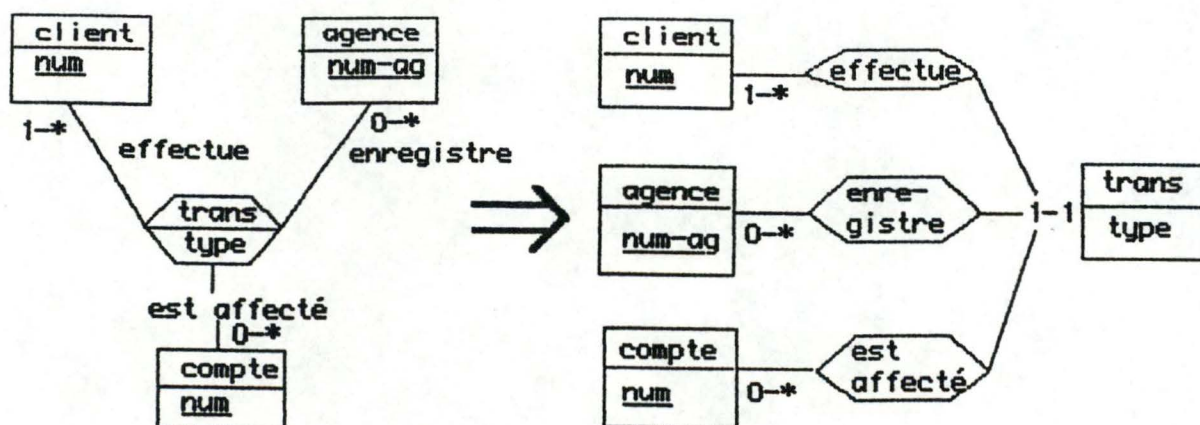 client
num
1-*
effectue
agence
num-ag
0-*
enregistre
trans
type
est affecté
0-*
compte
num
client
num
1-*
effectue
agence
num-ag
0-*
enre-
gistre
1-1
trans
type
compte
num
0-*
est
affecté